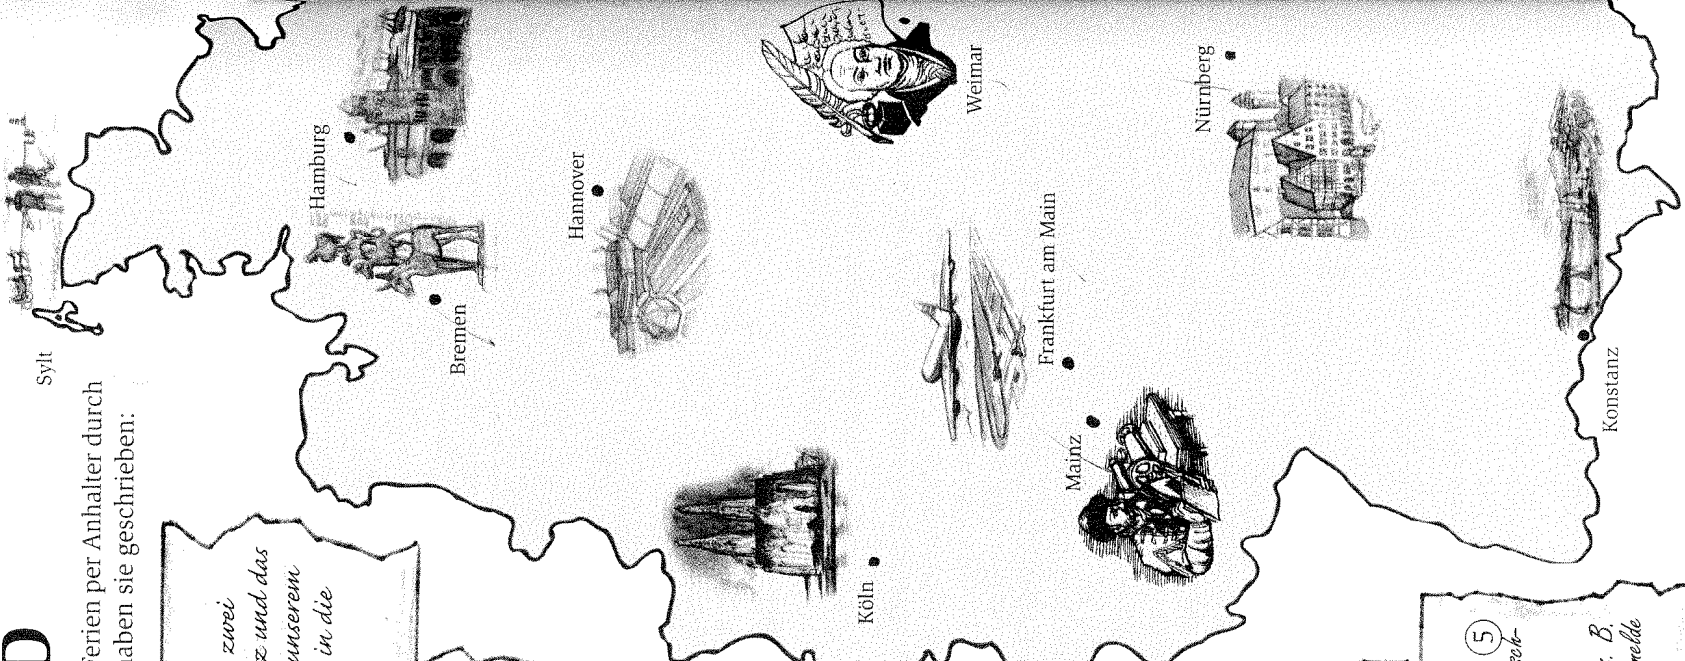 D
Sylt
Ferien per Anhalter durch
haben sie geschrieben:
zwei
z und das
unserem
in die
Hamburg
Bremen
Hannover
Köln
Weimar
Frankfurt am Main
Mainz
Nürnberg
Konstanz
5
ech-
. B.
elde